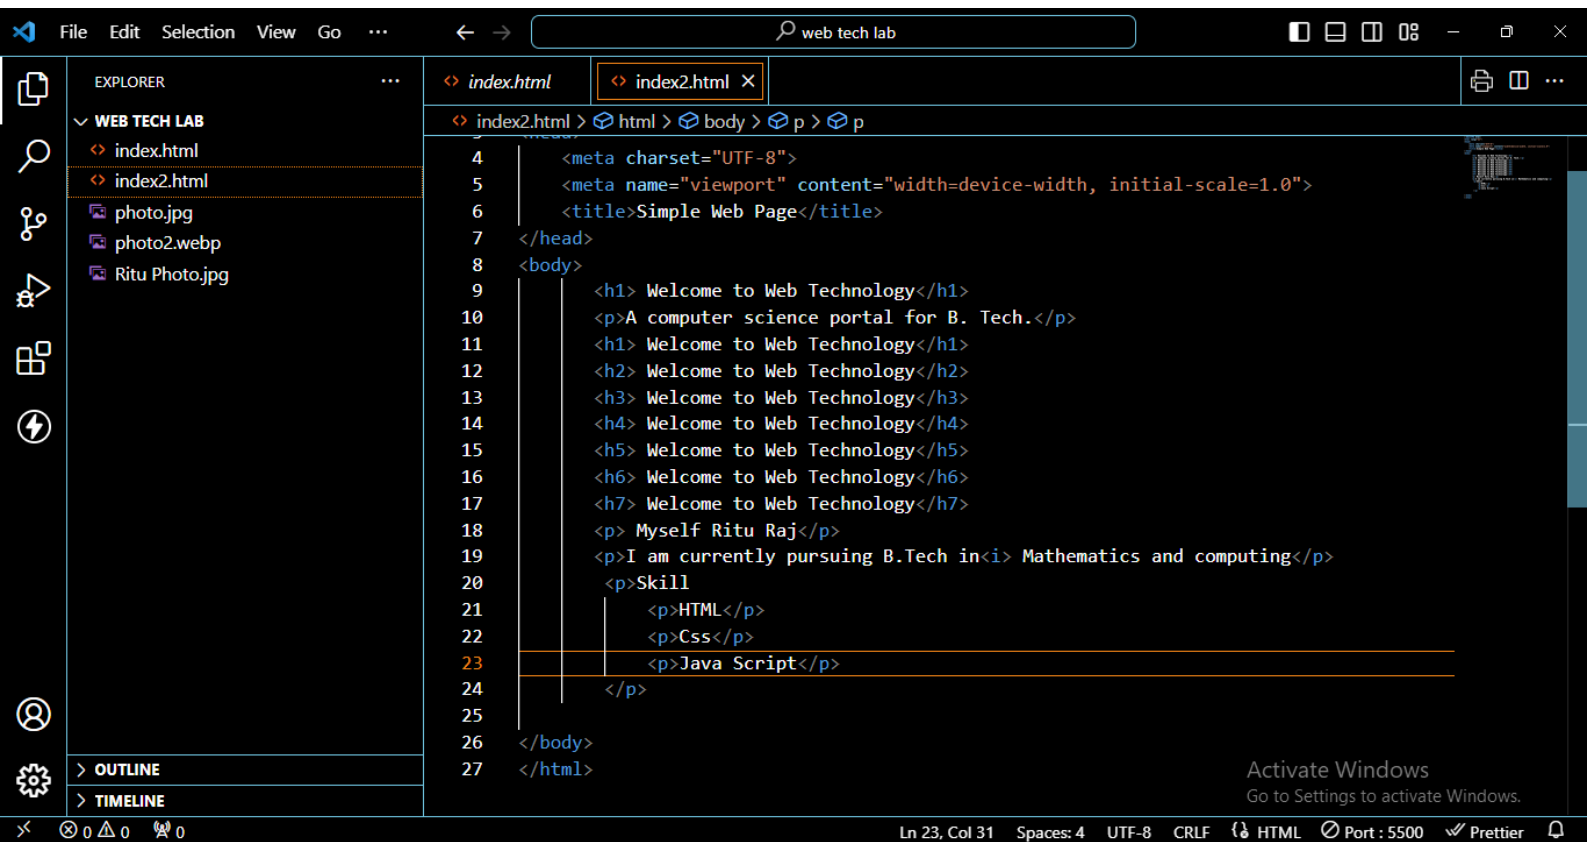 File Edit Selection View Go ···
web tech lab
EXPLORER ···
WEB TECH LAB
index.html
index2.html
photo.jpg
photo2.webp
Ritu Photo.jpg
OUTLINE
TIMELINE
<> index.html
<> index2.html ×
<> index2.html > html > body > p > p
4 <meta charset="UTF-8">
5 <meta name="viewport" content="width=device-width, initial-scale=1.0">
6 <title>Simple Web Page</title>
7 </head>
8 <body>
9 <h1> Welcome to Web Technology</h1>
10 <p>A computer science portal for B. Tech.</p>
11 <h1> Welcome to Web Technology</h1>
12 <h2> Welcome to Web Technology</h2>
13 <h3> Welcome to Web Technology</h3>
14 <h4> Welcome to Web Technology</h4>
15 <h5> Welcome to Web Technology</h5>
16 <h6> Welcome to Web Technology</h6>
17 <h7> Welcome to Web Technology</h7>
18 <p> Myself Ritu Raj</p>
19 <p>I am currently pursuing B.Tech in<i> Mathematics and computing</p>
20 <p>Skill
21 <p>HTML</p>
22 <p>Css</p>
23 <p>Java Script</p>
24 </p>
25
26 </body>
27 </html>
Activate Windows
Go to Settings to activate Windows.
0 0 0
Ln 23, Col 31 Spaces: 4 UTF-8 CRLF HTML Port : 5500 Prettier